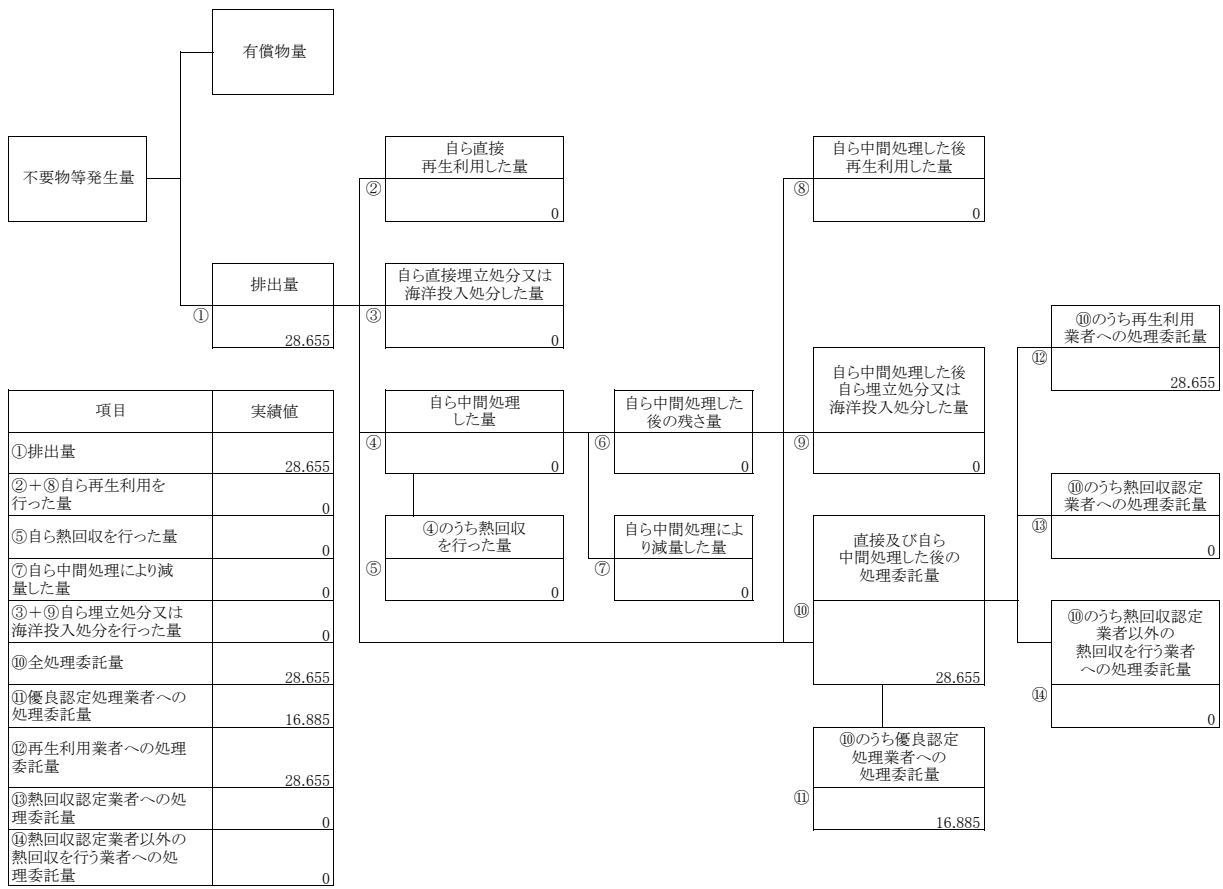 有償物量
不要物等発生量
自ら直接
再生利用した量
②
0
自ら中間処理した後
再生利用した量
⑧
0
排出量
①
28.655
自ら直接埋立処分又は
海洋投入処分した量
③
0
⑩のうち再生利用
業者への処理委託量
⑫
28.655
自ら中間処理
した量
④
0
自ら中間処理した
後の残さ量
⑥
0
自ら中間処理した後
自ら埋立処分又は
海洋投入処分した量
⑨
0
⑩のうち熱回収認定
業者への処理委託量
⑬
0
④のうち熱回収
を行った量
⑤
0
自ら中間処理によ
り減量した量
⑦
0
直接及び自ら
中間処理した後の
処理委託量
⑩
28.655
⑩のうち熱回収認定
業者以外の
熱回収を行う業者
への処理委託量
⑭
0
⑩のうち優良認定
処理業者への
処理委託量
⑪
16.885
項目 実績値
①排出量
28.655
②+⑧自ら再生利用を
行った量
0
⑤自ら熱回収を行った量
0
⑦自ら中間処理により減
量した量
0
③+⑨自ら埋立処分又は
海洋投入処分を行った量
0
⑩全処理委託量
28.655
⑪優良認定処理業者への
処理委託量
16.885
⑫再生利用業者への処理
委託量
28.655
⑬熱回収認定業者への処
理委託量
0
⑭熱回収認定業者以外の
熱回収を行う業者への処
理委託量
0